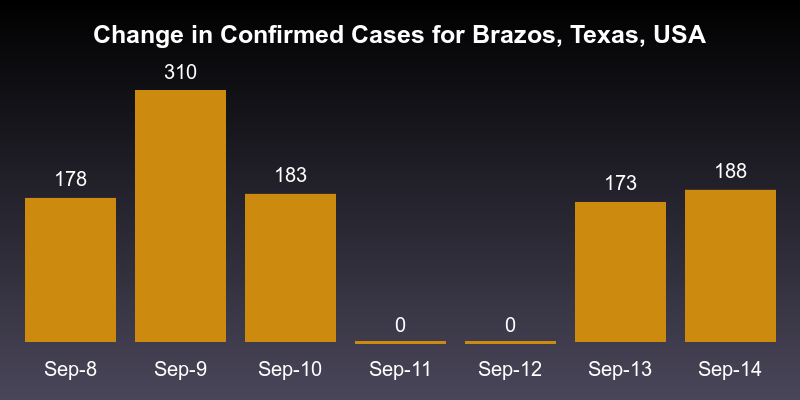 Change in Confirmed Cases for Brazos, Texas, USA
310
178
183
173
188
0
0
Sep-8
Sep-9
Sep-10
Sep-11
Sep-12
Sep-13
Sep-14